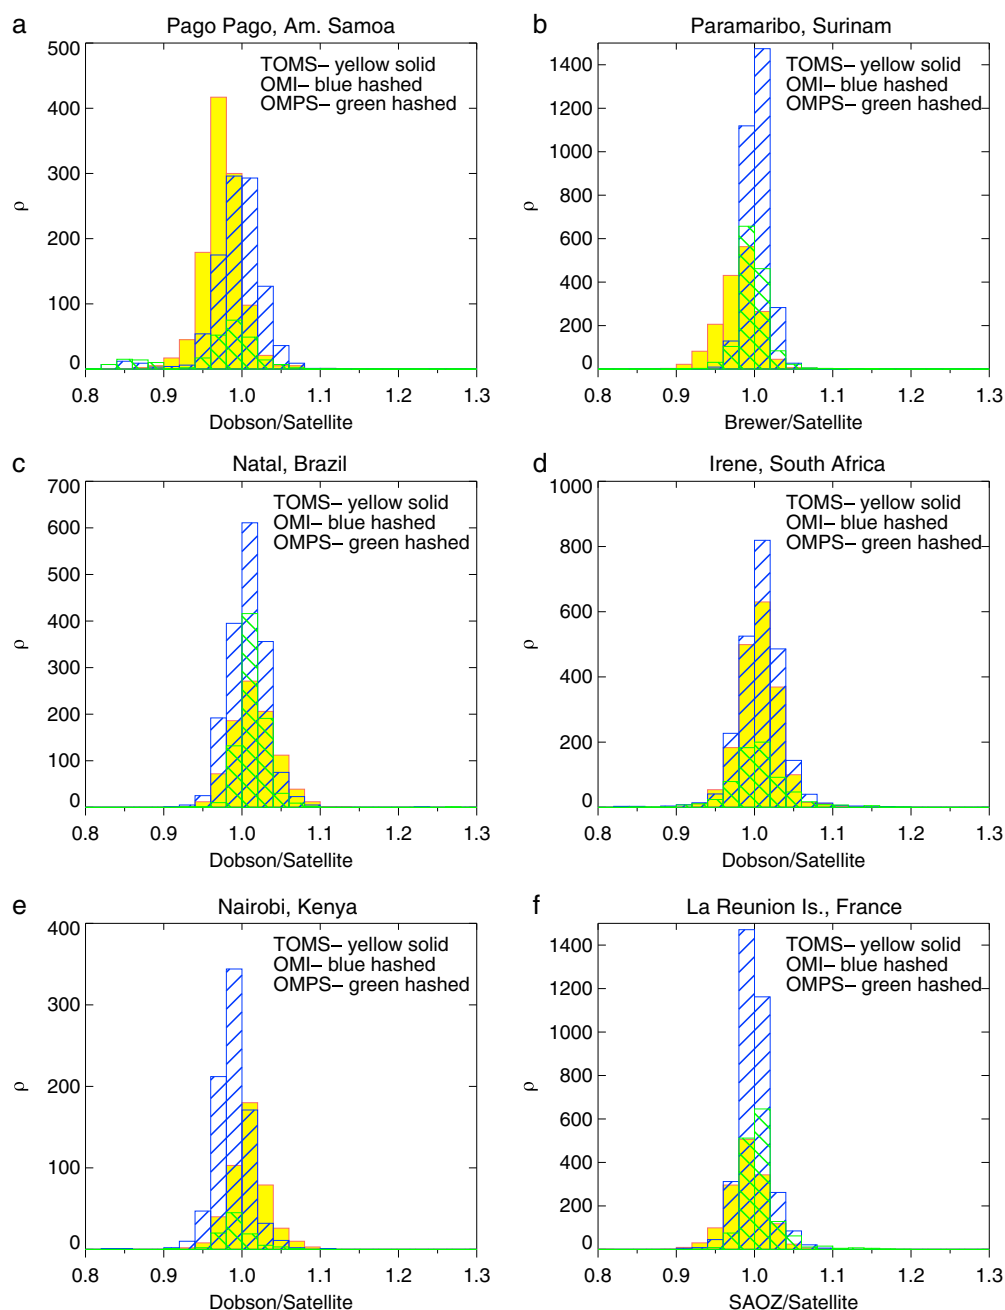 a
Pago Pago, Am. Samoa
500
400
300
200
100
0
ρ
TOMS– yellow solid
OMI– blue hashed
OMPS– green hashed
0.8 0.9 1.0 1.1 1.2 1.3
Dobson/Satellite
b
Paramaribo, Surinam
1400
1200
1000
800
600
400
200
0
ρ
TOMS– yellow solid
OMI– blue hashed
OMPS– green hashed
0.8 0.9 1.0 1.1 1.2 1.3
Brewer/Satellite
c
Natal, Brazil
700
600
500
400
300
200
100
0
ρ
TOMS– yellow solid
OMI– blue hashed
OMPS– green hashed
0.8 0.9 1.0 1.1 1.2 1.3
Dobson/Satellite
d
Irene, South Africa
1000
800
600
400
200
0
ρ
TOMS– yellow solid
OMI– blue hashed
OMPS– green hashed
0.8 0.9 1.0 1.1 1.2 1.3
Dobson/Satellite
e
Nairobi, Kenya
400
300
200
100
0
ρ
TOMS– yellow solid
OMI– blue hashed
OMPS– green hashed
0.8 0.9 1.0 1.1 1.2 1.3
Dobson/Satellite
f
La Reunion Is., France
1400
1200
1000
800
600
400
200
0
ρ
TOMS– yellow solid
OMI– blue hashed
OMPS– green hashed
0.8 0.9 1.0 1.1 1.2 1.3
SAOZ/Satellite